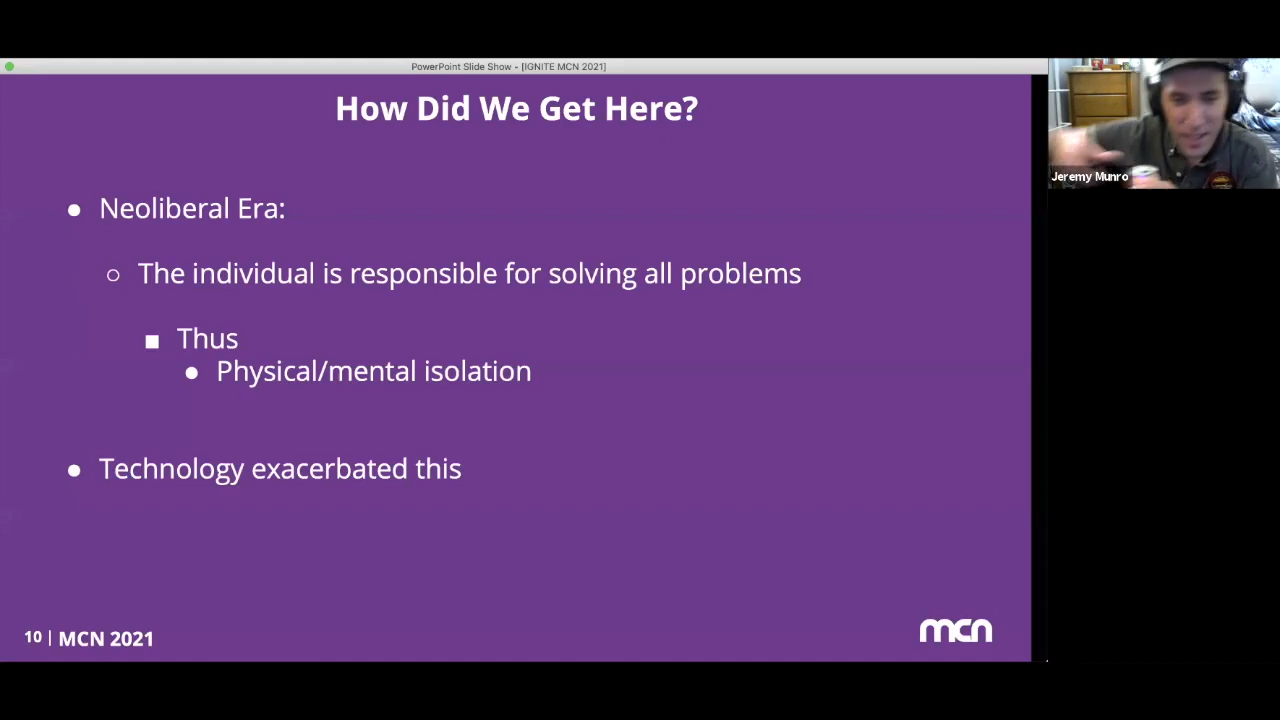 PowerPoint Slide Show - [IGNITE MCN 2021]
How Did We Get Here?
Jeremy Munro
● Neoliberal Era:
○ The individual is responsible for solving all problems
■ Thus
● Physical/mental isolation
● Technology exacerbated this
10 | MCN 2021
mcn